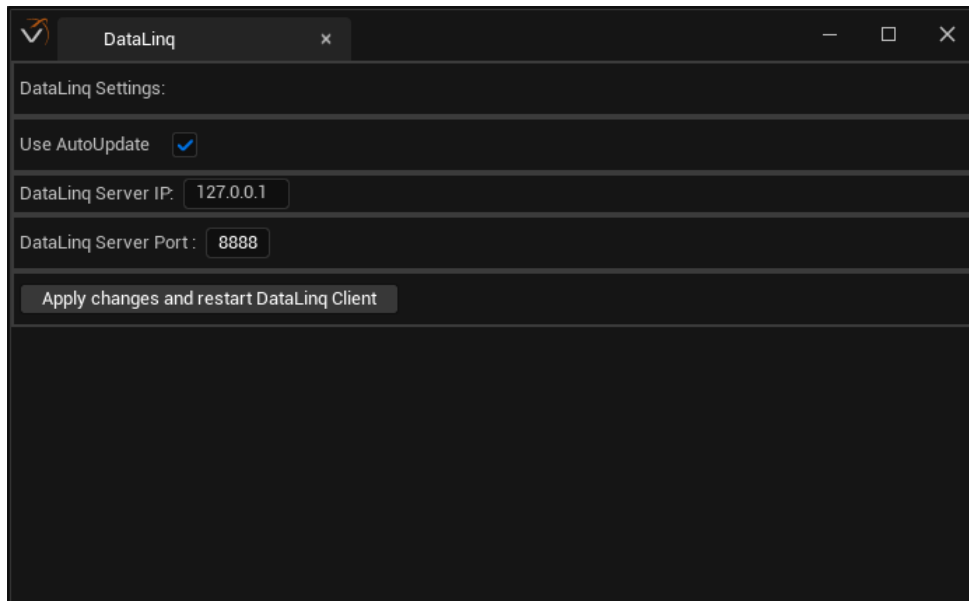 DataLinq
DataLinq Settings:
Use AutoUpdate
DataLinq Server IP: 127.0.0.1
DataLinq Server Port : 8888
Apply changes and restart DataLinq Client